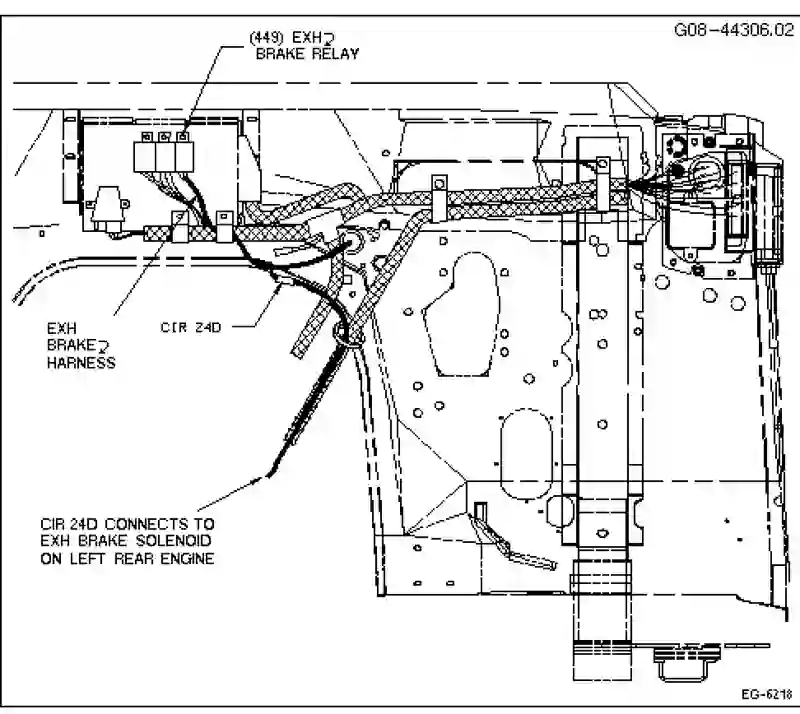 G08-44306.02
(449) EXH
BRAKE RELAY
EXH
BRAKE
HARNESS
CIR 24D
CIR 24D CONNECTS TO
EXH BRAKE SOLENOID
ON LEFT REAR ENGINE
EG-6218